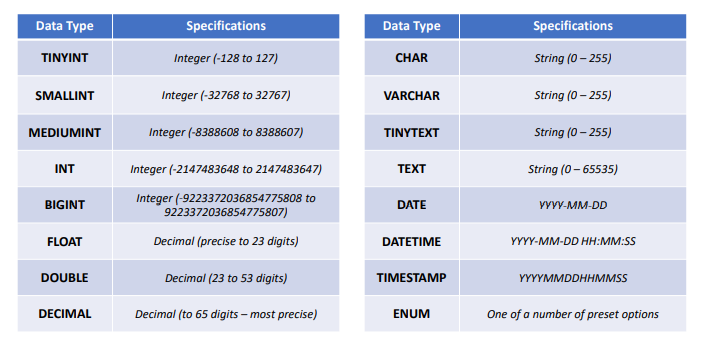 Data Type Specifications
TINYINT Integer (-128 to 127)
SMALLINT Integer (-32768 to 32767)
MEDIUMINT Integer (-8388608 to 8388607)
INT Integer (-2147483648 to 2147483647)
BIGINT Integer (-9223372036854775808 to
9223372036854775807)
FLOAT Decimal (precise to 23 digits)
DOUBLE Decimal (23 to 53 digits)
DECIMAL Decimal (to 65 digits – most precise)
Data Type Specifications
CHAR String (0 – 255)
VARCHAR String (0 – 255)
TINYTEXT String (0 – 255)
TEXT String (0 – 65535)
DATE YYYY-MM-DD
DATETIME YYYY-MM-DD HH:MM:SS
TIMESTAMP YYYYMMDDHHMMSS
ENUM One of a number of preset options